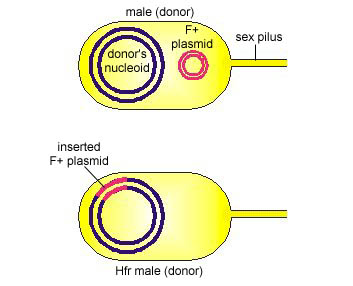 male (donor)
F+
plasmid
sex pilus
donor's
nucleoid
inserted
F+ plasmid
Hfr male (donor)